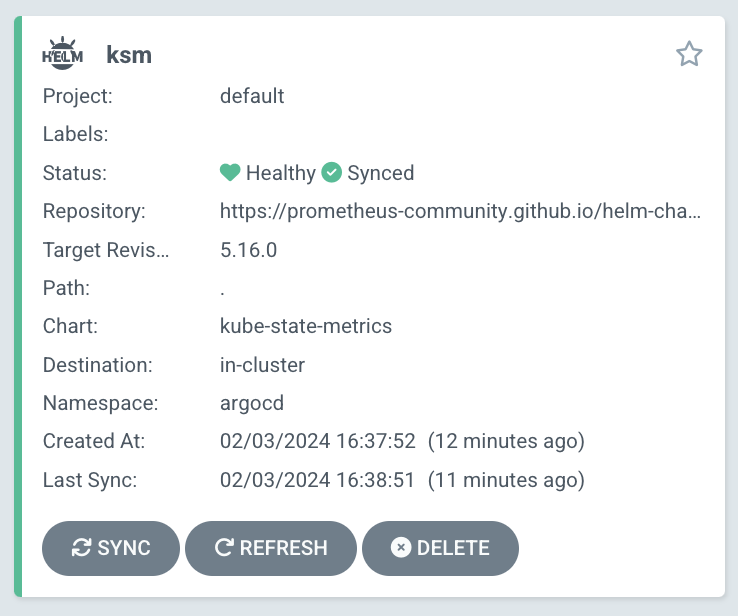 HELM ksm
Project: default
Labels:
Status: Healthy Synced
Repository: https://prometheus-community.github.io/helm-cha...
Target Revis... 5.16.0
Path: .
Chart: kube-state-metrics
Destination: in-cluster
Namespace: argocd
Created At: 02/03/2024 16:37:52 (12 minutes ago)
Last Sync: 02/03/2024 16:38:51 (11 minutes ago)
SYNC REFRESH DELETE